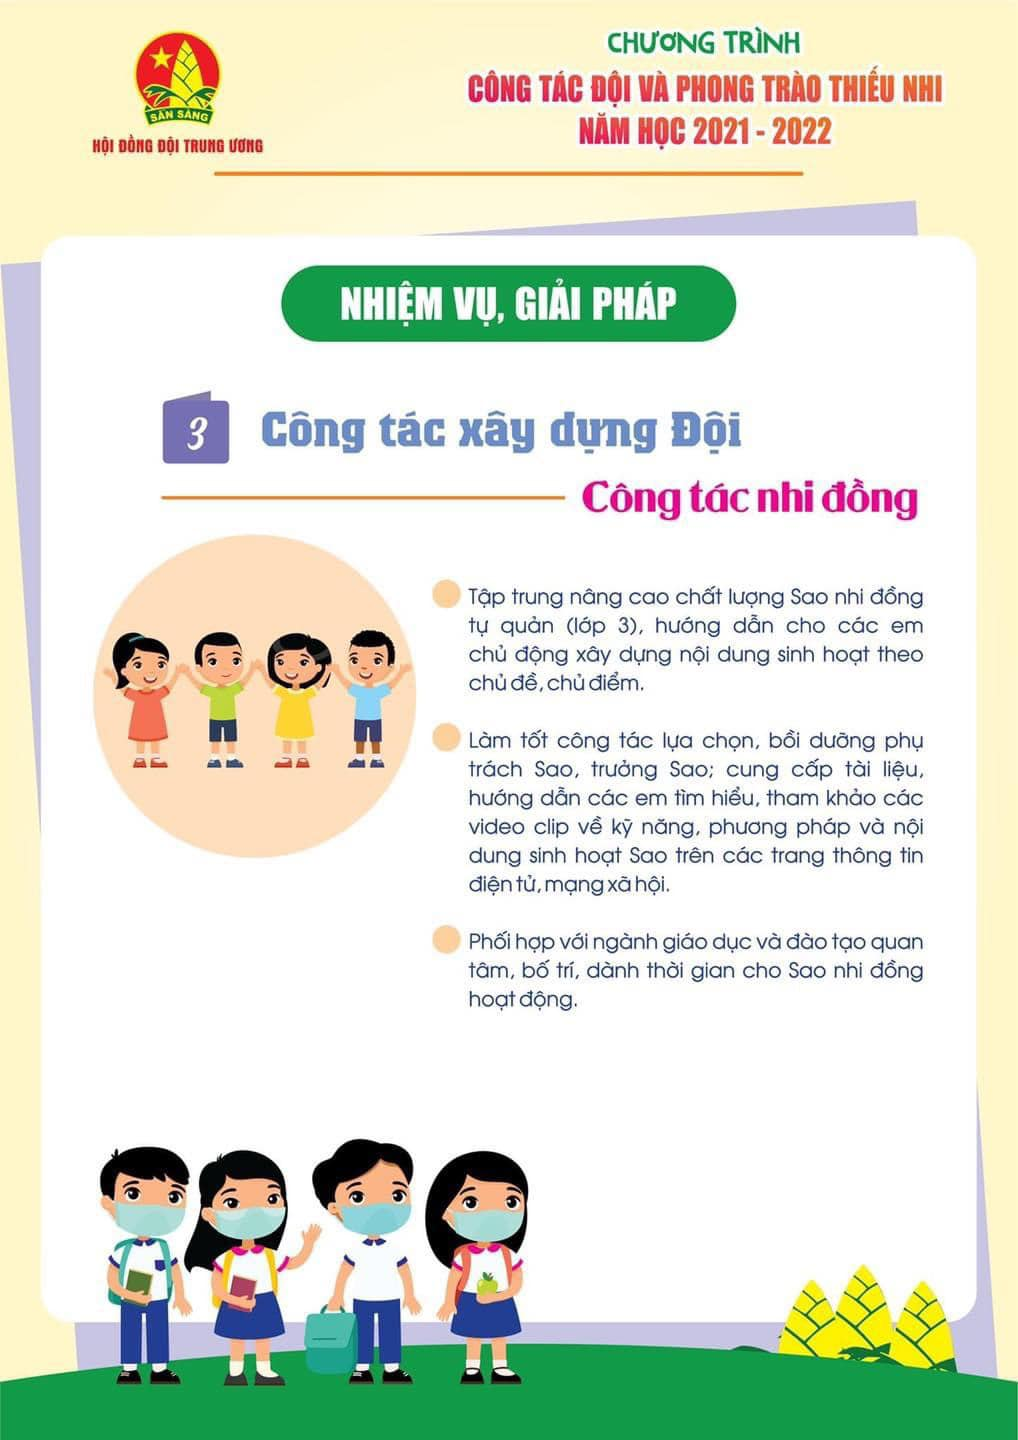 SẴN SÀNG
HỘI ĐỒNG ĐỘI TRUNG ƯƠNG
CHƯƠNG TRÌNH
CÔNG TÁC ĐỘI VÀ PHONG TRÀO THIẾU NHI
NĂM HỌC 2021 - 2022
NHIỆM VỤ, GIẢI PHÁP
3
Công tác xây dựng Đội
Công tác nhi đồng
Tập trung nâng cao chất lượng Sao nhi đồng
tự quản (lớp 3), hướng dẫn cho các em
chủ động xây dựng nội dung sinh hoạt theo
chủ đề, chủ điểm.
Làm tốt công tác lựa chọn, bồi dưỡng phụ
trách Sao, trưởng Sao; cung cấp tài liệu,
hướng dẫn các em tìm hiểu, tham khảo các
video clip về kỹ năng, phương pháp và nội
dung sinh hoạt Sao trên các trang thông tin
điện tử, mạng xã hội.
Phối hợp với ngành giáo dục và đào tạo quan
tâm, bố trí, dành thời gian cho Sao nhi đồng
hoạt động.